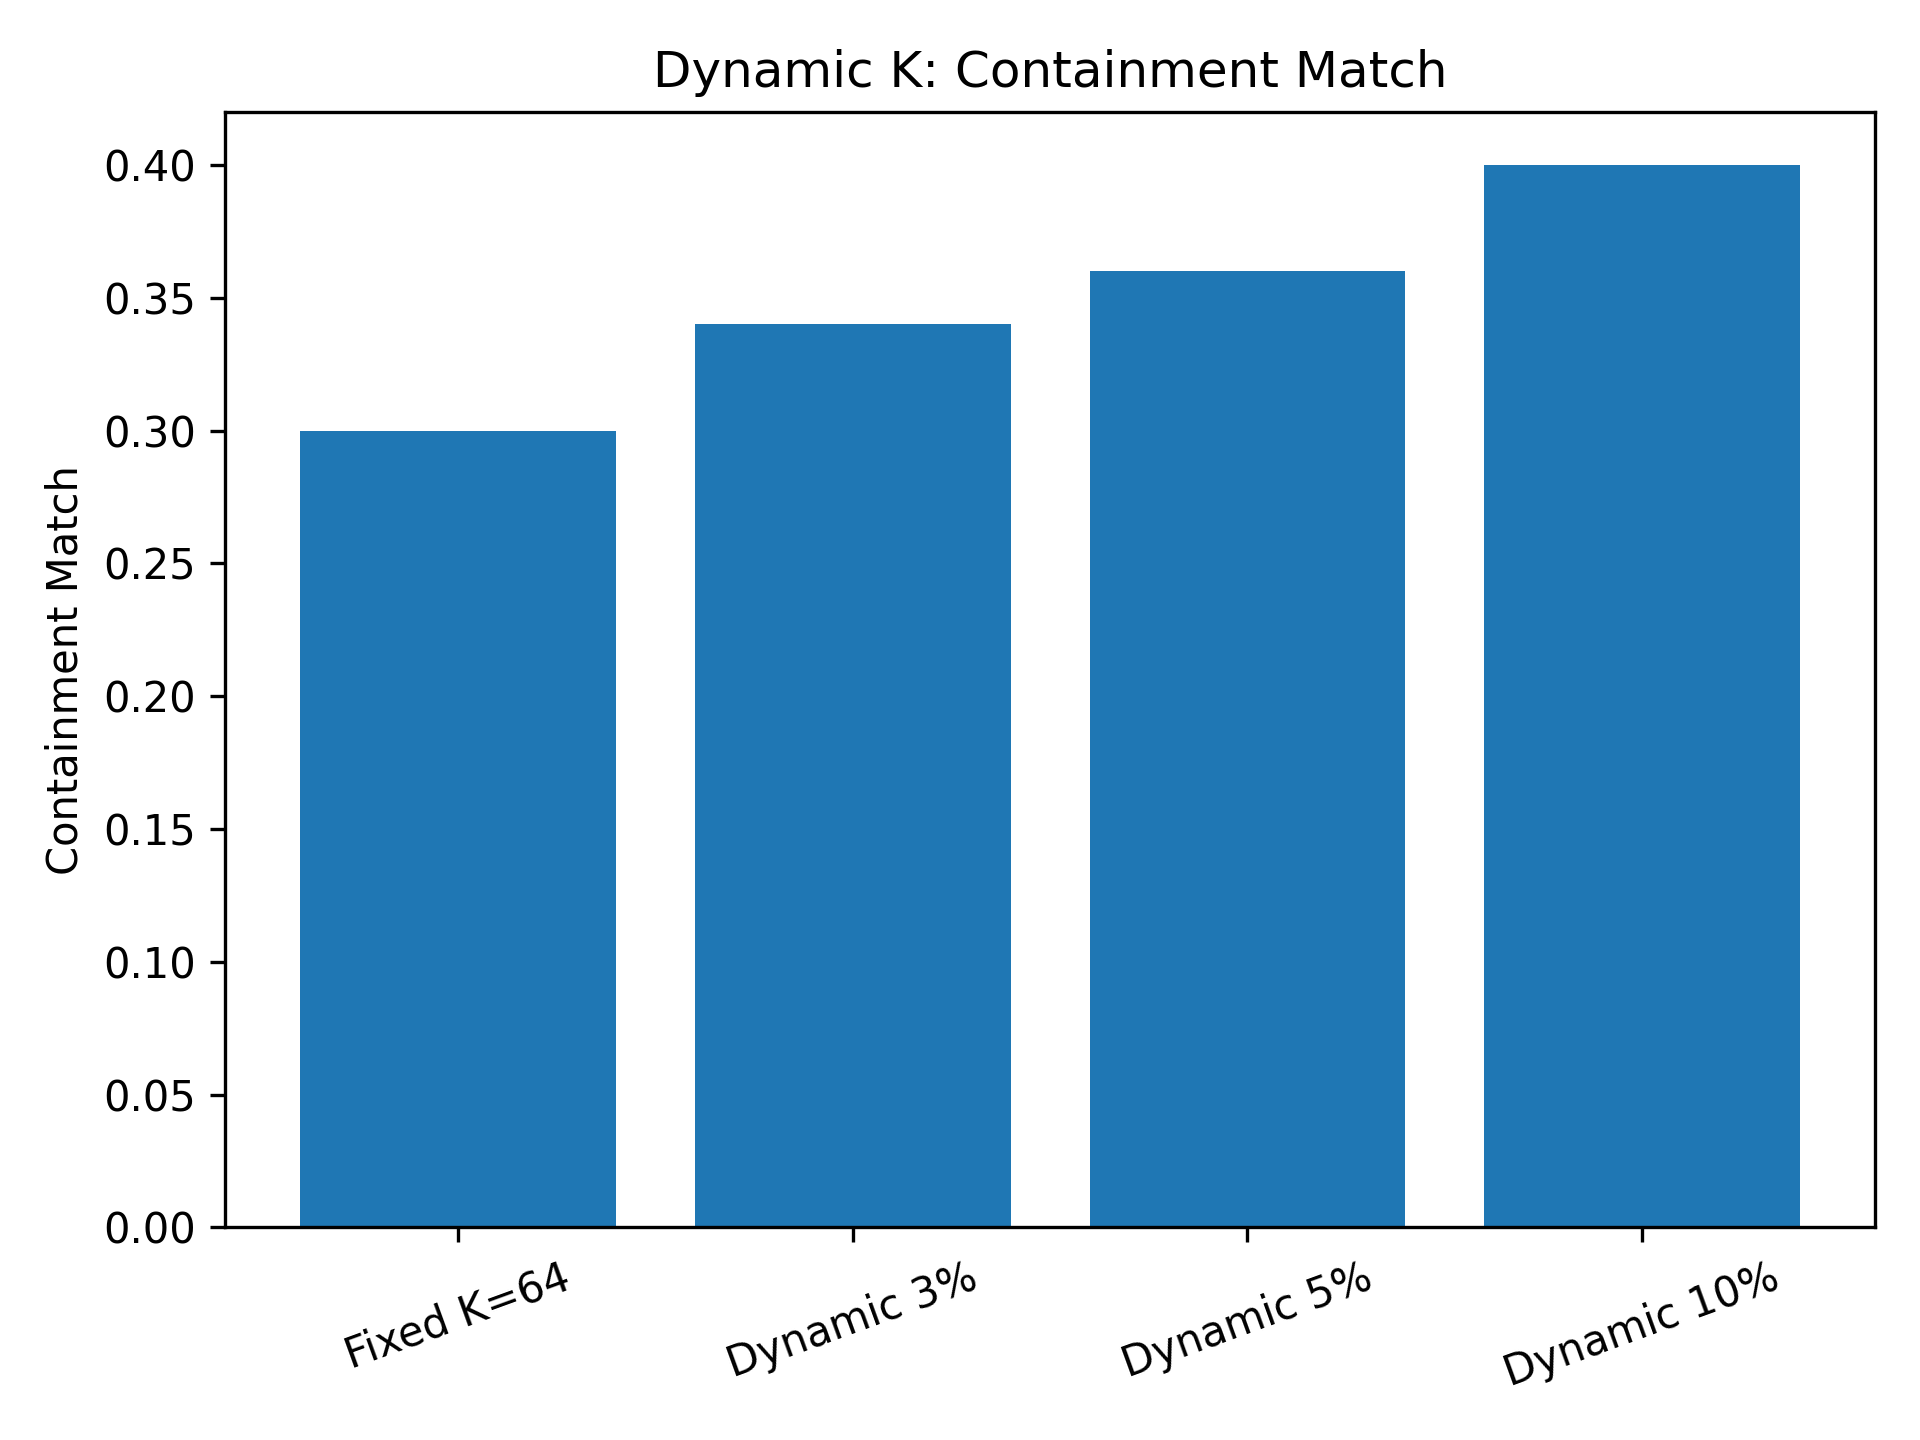 Dynamic K: Containment Match
Containment Match
0.40
0.35
0.30
0.25
0.20
0.15
0.10
0.05
0.00
Fixed K=64
Dynamic 3%
Dynamic 5%
Dynamic 10%